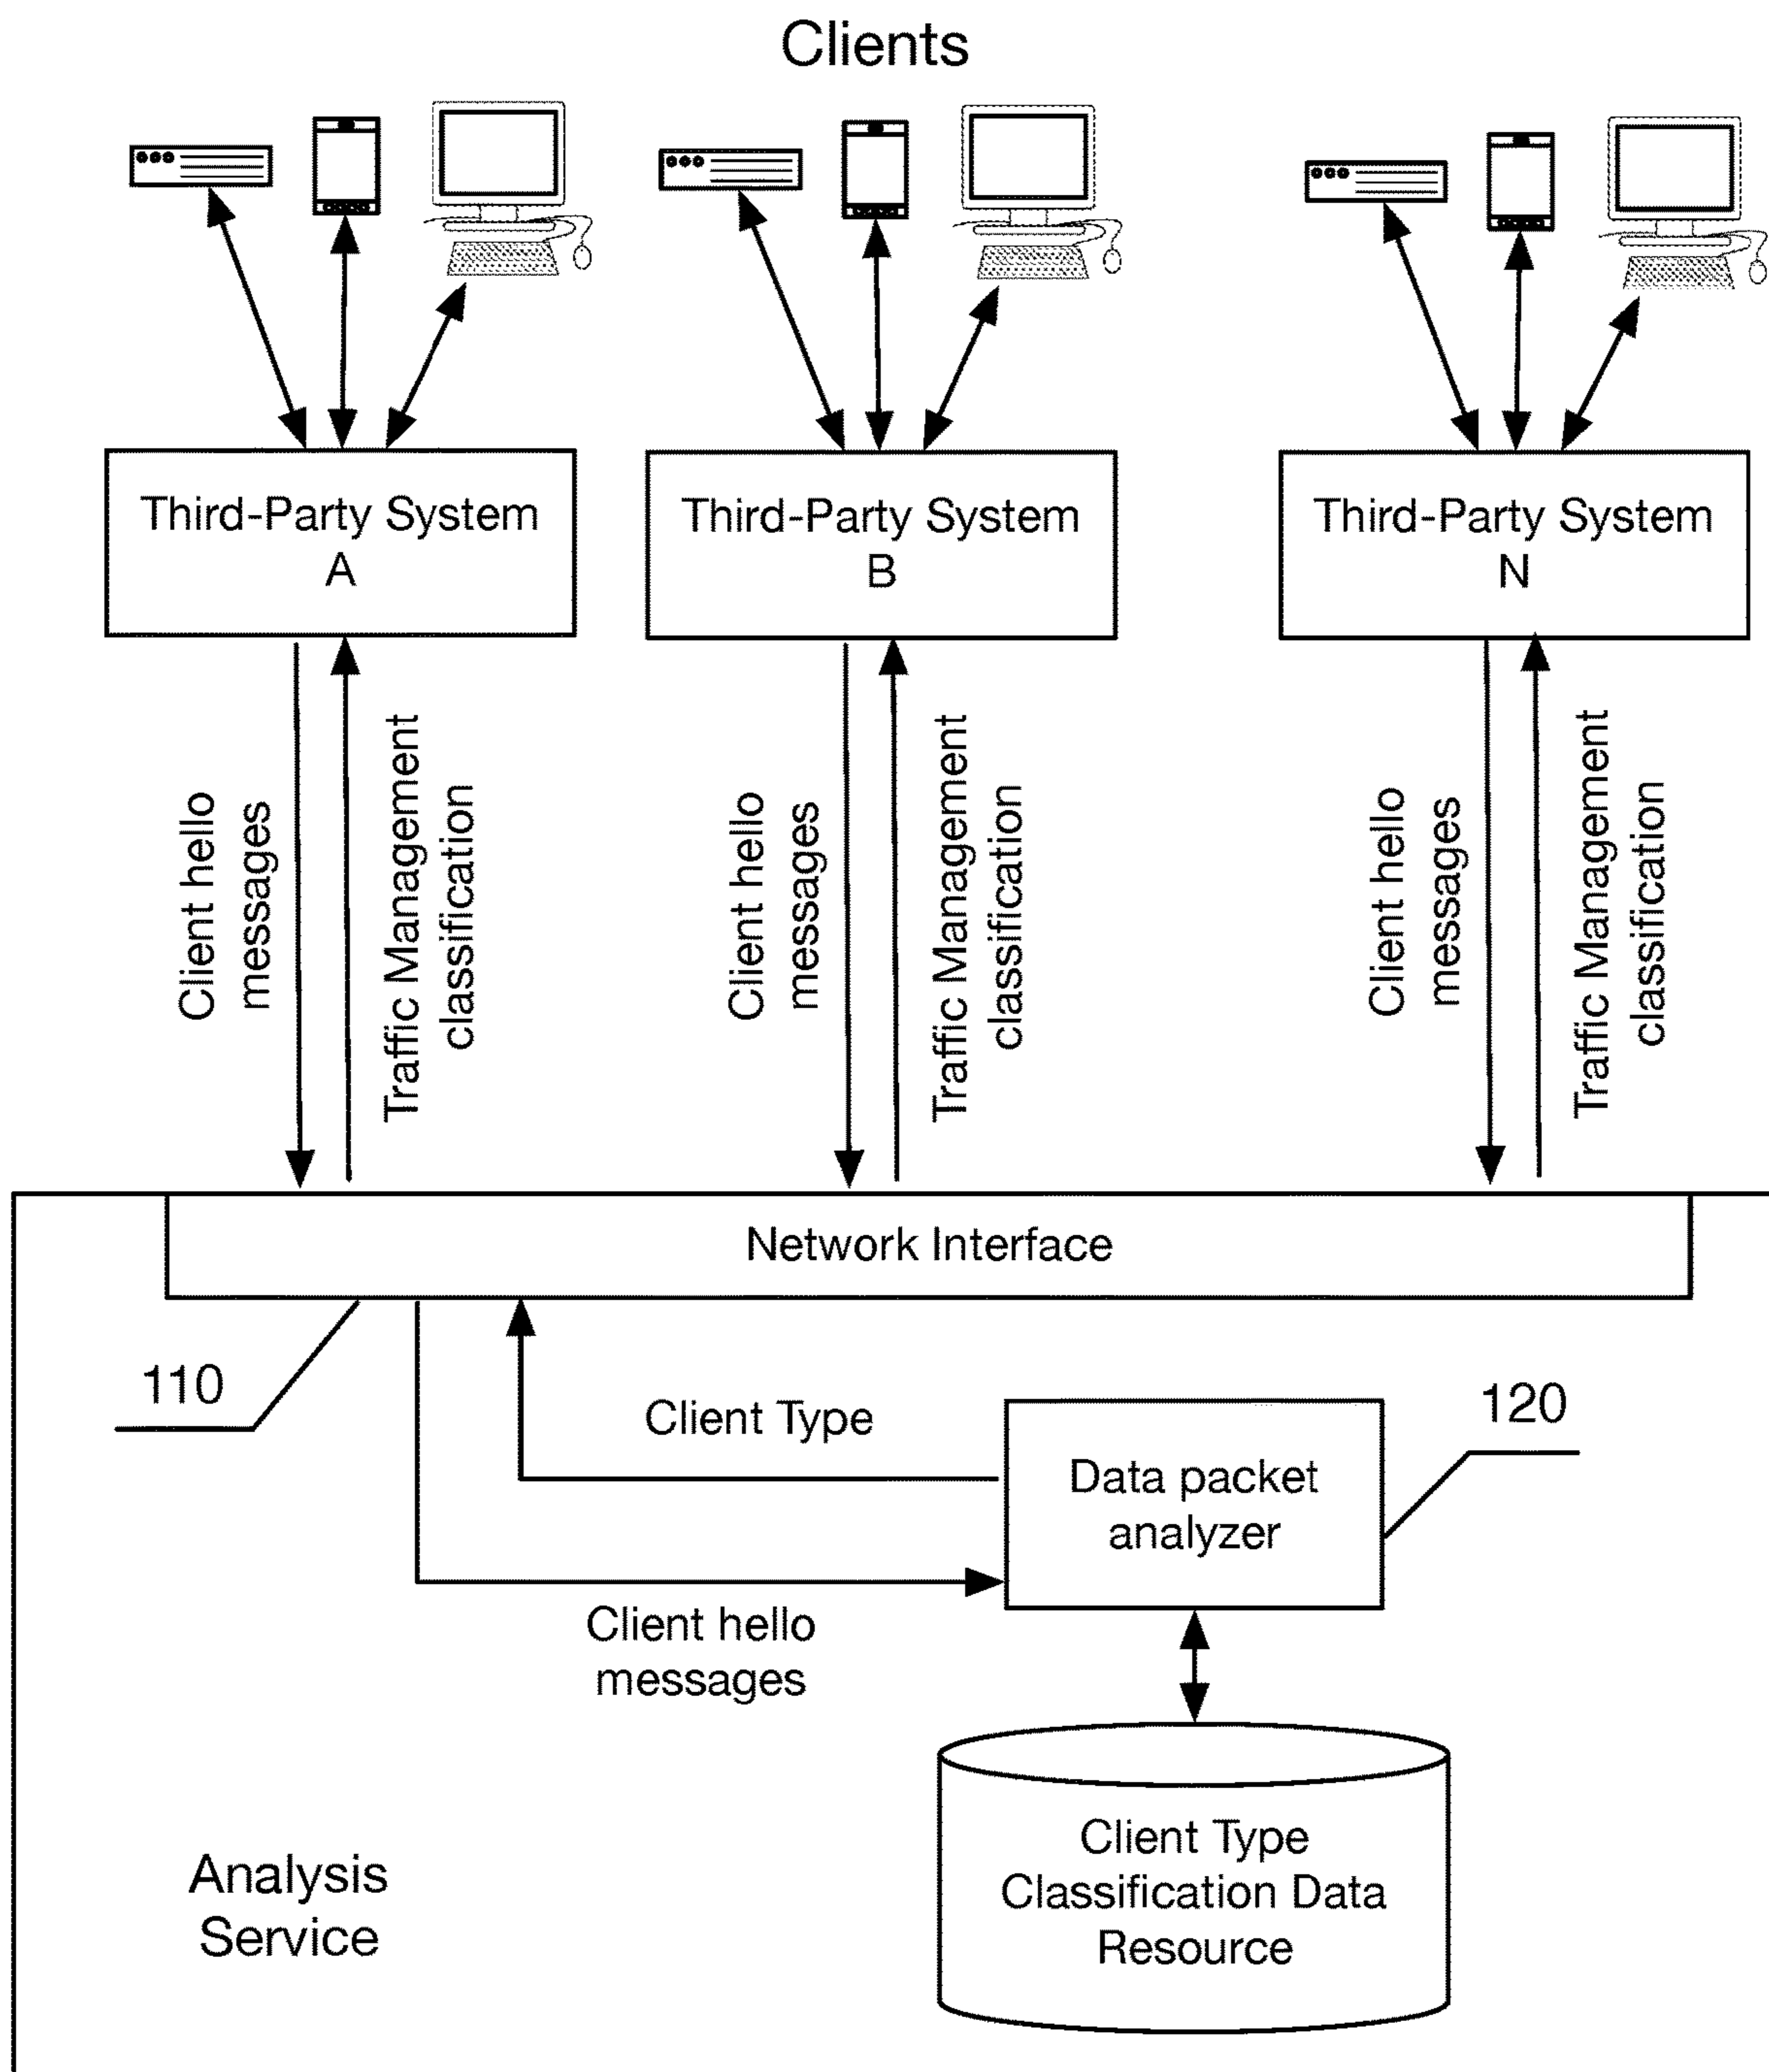 Clients
Third-Party System
A
Third-Party System
B
Third-Party System
N
Client hello
messages
Traffic Management
classification
Client hello
messages
Traffic Management
classification
Client hello
messages
Traffic Management
classification
Network Interface
110
Client Type
Data packet
analyzer
120
Client hello
messages
Client Type
Classification Data
Resource
Analysis
Service